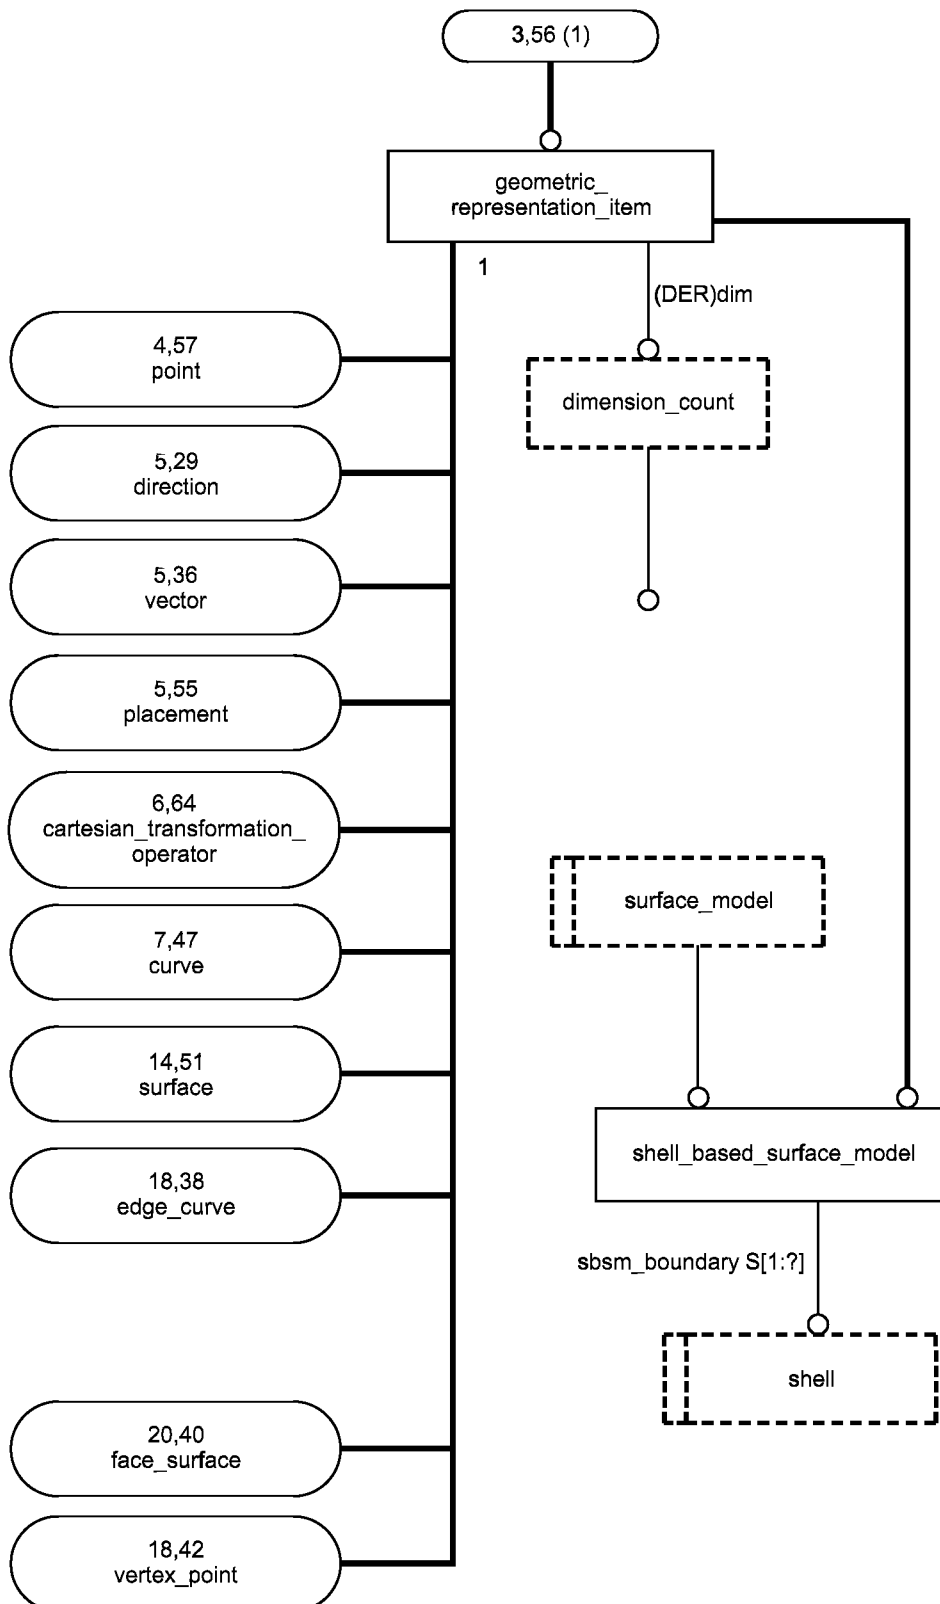 3,56 (1)
geometric_
representation_item
1
(DER)dim
4,57
point
dimension_count
5,29
direction
5,36
vector
5,55
placement
6,64
cartesian_transformation_
operator
surface_model
7,47
curve
14,51
surface
shell_based_surface_model
18,38
edge_curve
sbsm_boundary S[1:?]
shell
20,40
face_surface
18,42
vertex_point